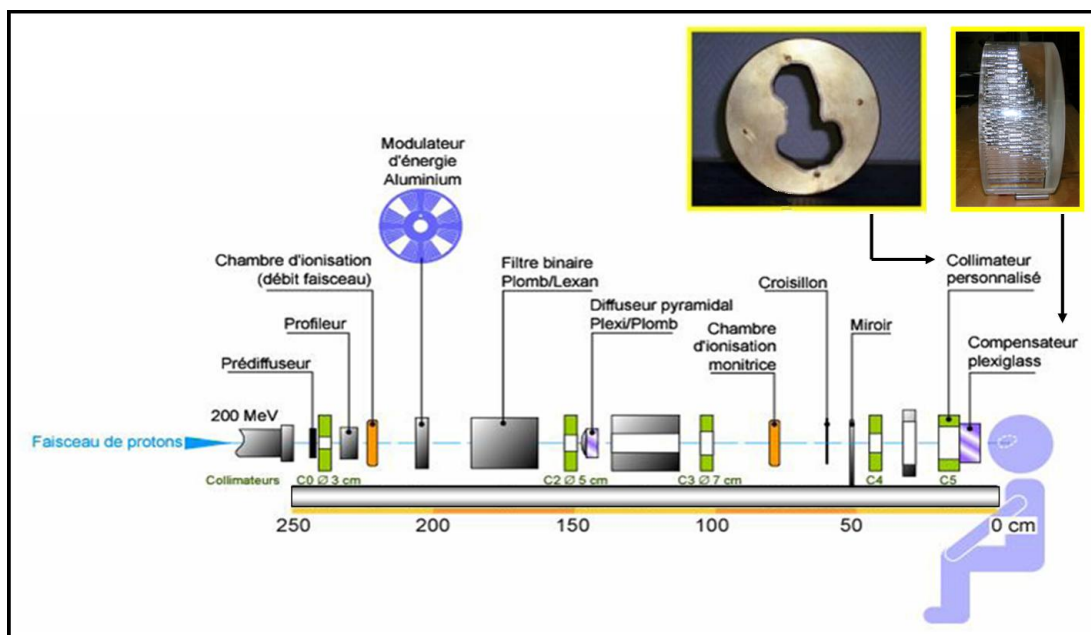 Modulateur
d'énergie
Aluminium
Chambre d'ionisation
(débit faisceau)
Filtre binaire
Plomb/Lexan
Collimateur
personnalisé
Croisillon
Diffuseur pyramidal
Plexi/Plomb
Profileur
Chambre
d'ionisation
monitrice
Miroir
Compensateur
plexiglass
Prédiffuseur
200 MeV
Faisceau de protons
Collimateurs
C0 Ø 3 cm
C2 Ø 5 cm
C3 Ø 7 cm
C4
C5
250 200 150 100 50 0 cm